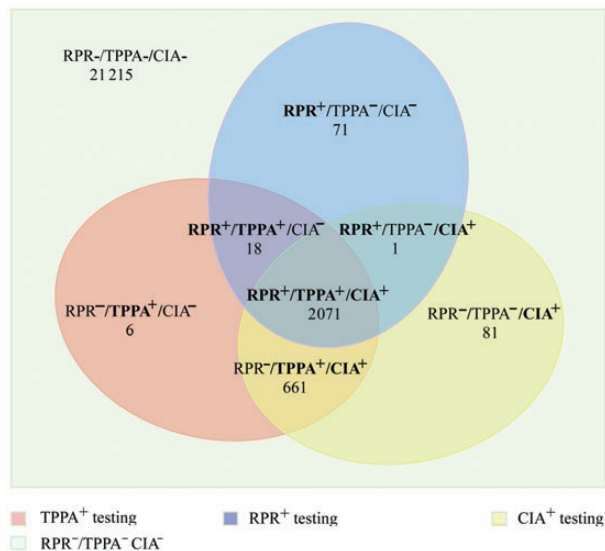 RPR-/TPPA-/CIA-
21 215
RPR⁺/TPPA⁻/CIA⁻
71
RPR⁺/TPPA⁺/CIA⁻
18
RPR⁺/TPPA⁻/CIA⁺
1
RPR⁺/TPPA⁺/CIA⁺
2071
RPR⁻/TPPA⁺/CIA⁻
6
RPR⁻/TPPA⁻/CIA⁺
81
RPR⁻/TPPA⁺/CIA⁺
661
TPPA⁺ testing
RPR⁺ testing
CIA⁺ testing
RPR⁻/TPPA⁻ CIA⁻